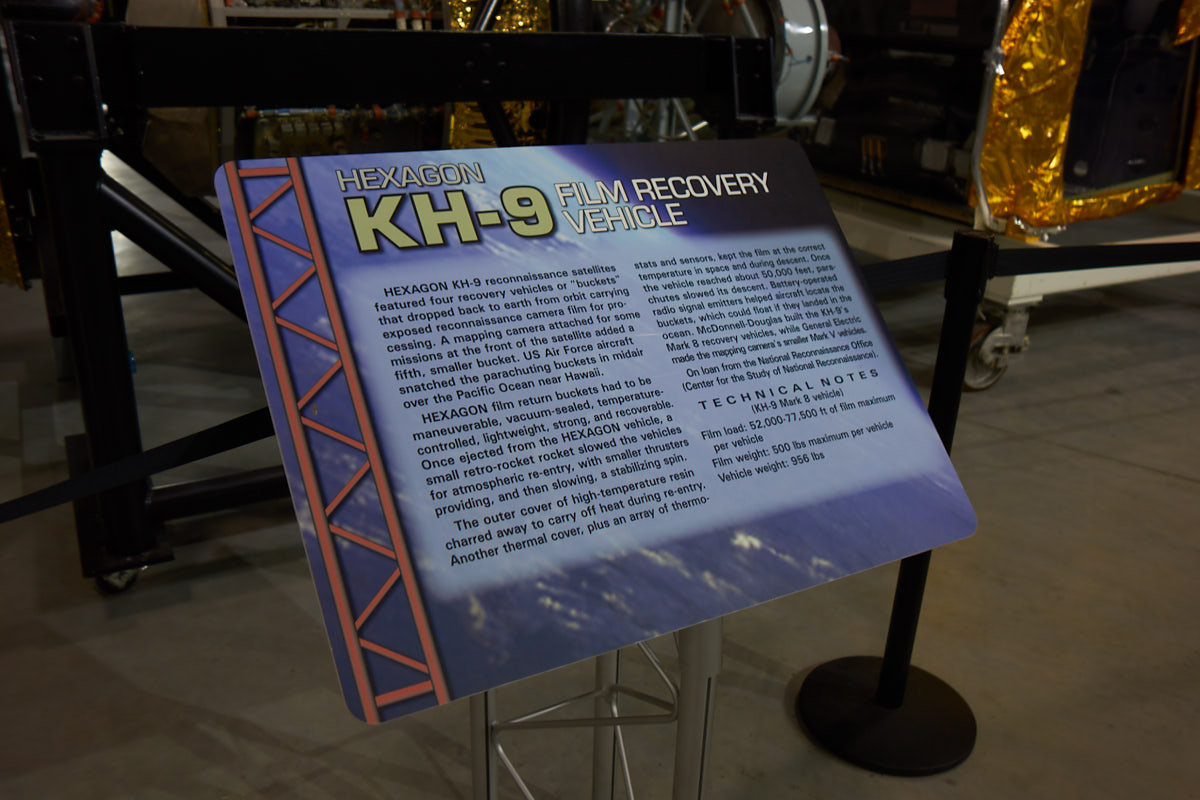 HEXAGON
KH-9 FILM RECOVERY
VEHICLE
HEXAGON KH-9 reconnaissance satellites
featured four recovery vehicles or "buckets"
that dropped back to earth from orbit carrying
exposed reconnaissance camera film for pro-
cessing. A mapping camera attached for some
missions at the front of the satellite added a
fifth, smaller bucket. US Air Force aircraft
snatched the parachuting buckets in midair
over the Pacific Ocean near Hawaii.
HEXAGON film return buckets had to be
maneuverable, vacuum-sealed, temperature-
controlled, lightweight, strong, and recoverable.
Once ejected from the HEXAGON vehicle, a
small retro-rocket rocket slowed the vehicles
for atmospheric re-entry, with smaller thrusters
providing, and then slowing, a stabilizing spin.
The outer cover of high-temperature resin
charred away to carry off heat during re-entry.
Another thermal cover, plus an array of thermo-
stats and sensors, kept the film at the correct
temperature in space and during descent. Once
the vehicle reached about 50,000 feet, para-
chutes slowed its descent. Battery-operated
radio signal emitters helped aircraft locate the
buckets, which could float if they landed in the
ocean. McDonnell-Douglas built the KH-9's
Mark 8 recovery vehicles, while General Electric
made the mapping camera's smaller Mark V vehicles.
On loan from the National Reconnaissance Office
(Center for the Study of National Reconnaissance).
TECHNICAL NOTES
(KH-9 Mark 8 vehicle)
Film load: 52,000-77,500 ft of film maximum
per vehicle
Film weight: 500 lbs maximum per vehicle
Vehicle weight: 956 lbs